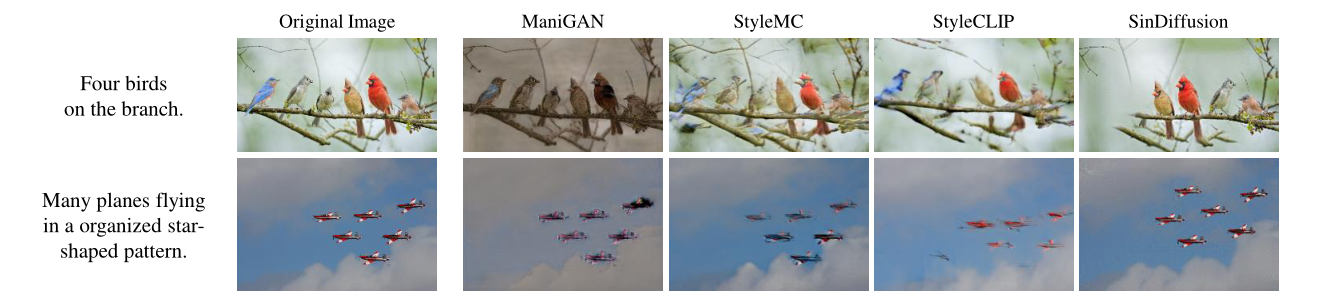 Original Image
ManiGAN
StyleMC
StyleCLIP
SinDiffusion
Four birds
on the branch.
Many planes flying
in a organized star-
shaped pattern.